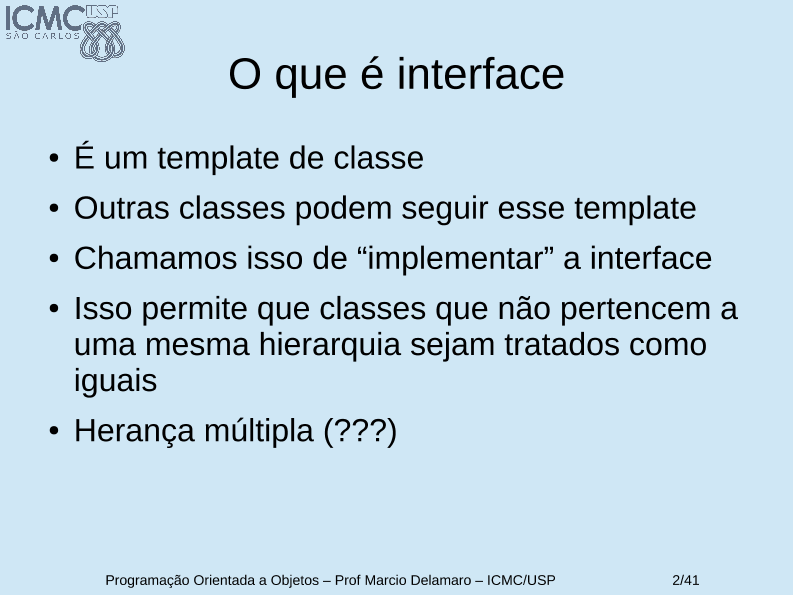 ICMC USP
SÃO CARLOS
O que é interface
● É um template de classe
● Outras classes podem seguir esse template
● Chamamos isso de “implementar” a interface
● Isso permite que classes que não pertencem a
uma mesma hierarquia sejam tratados como
iguais
● Herança múltipla (???)
Programação Orientada a Objetos – Prof Marcio Delamaro – ICMC/USP 2/41